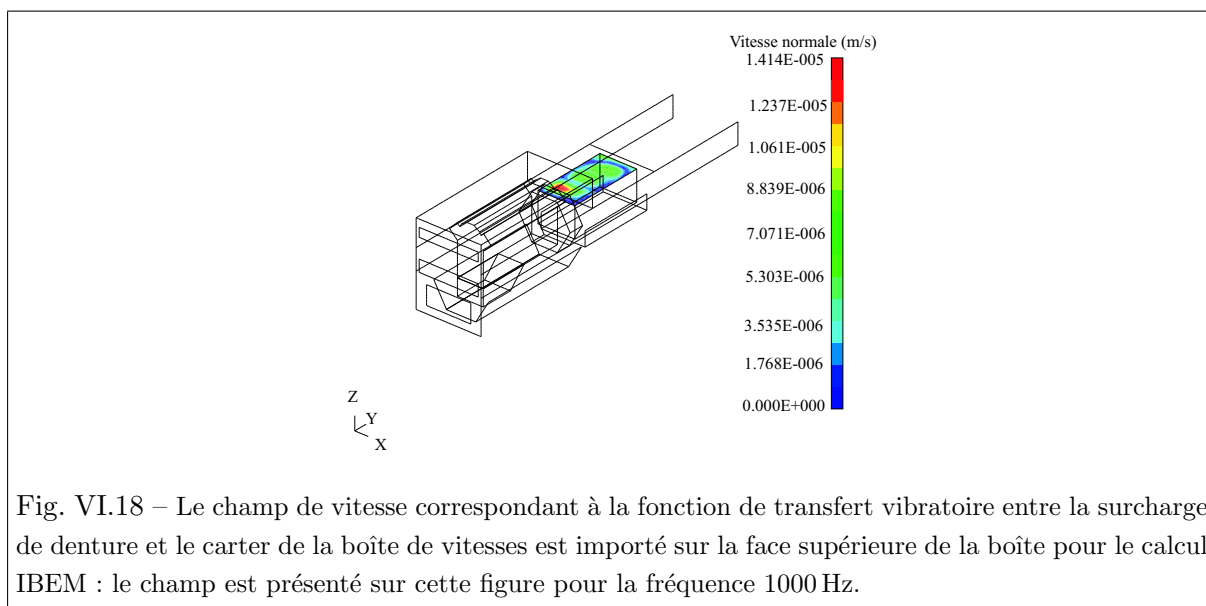 Vitesse normale (m/s)
1.414E-005
1.237E-005
1.061E-005
8.839E-006
7.071E-006
5.303E-006
3.535E-006
1.768E-006
0.000E+000
Z
Y
X
Fig. VI.18 – Le champ de vitesse correspondant à la fonction de transfert vibratoire entre la surcharge
de denture et le carter de la boîte de vitesses est importé sur la face supérieure de la boîte pour le calcul
IBEM : le champ est présenté sur cette figure pour la fréquence 1000 Hz.